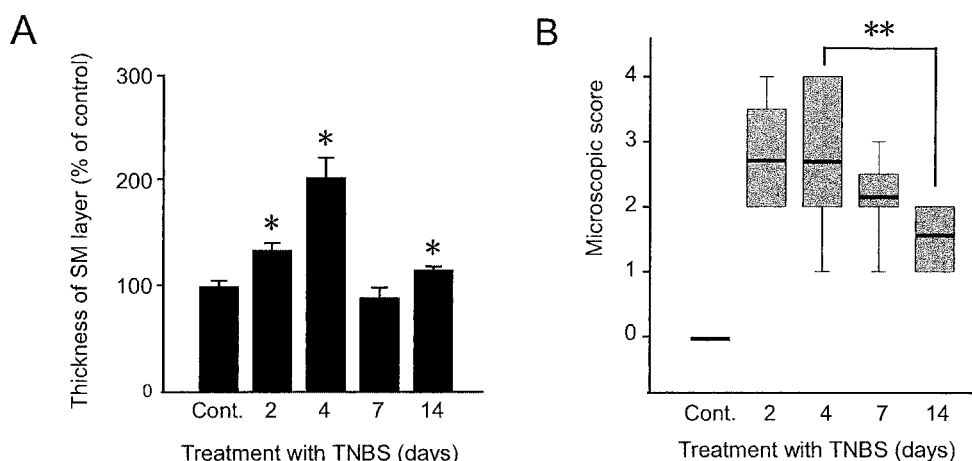 A
Thickness of SM layer (% of control)
300
200
100
0
*
*
*
Cont. 2 4 7 14
Treatment with TNBS (days)
B
Microscopic score
4
3
2
1
0
**
Cont. 2 4 7 14
Treatment with TNBS (days)